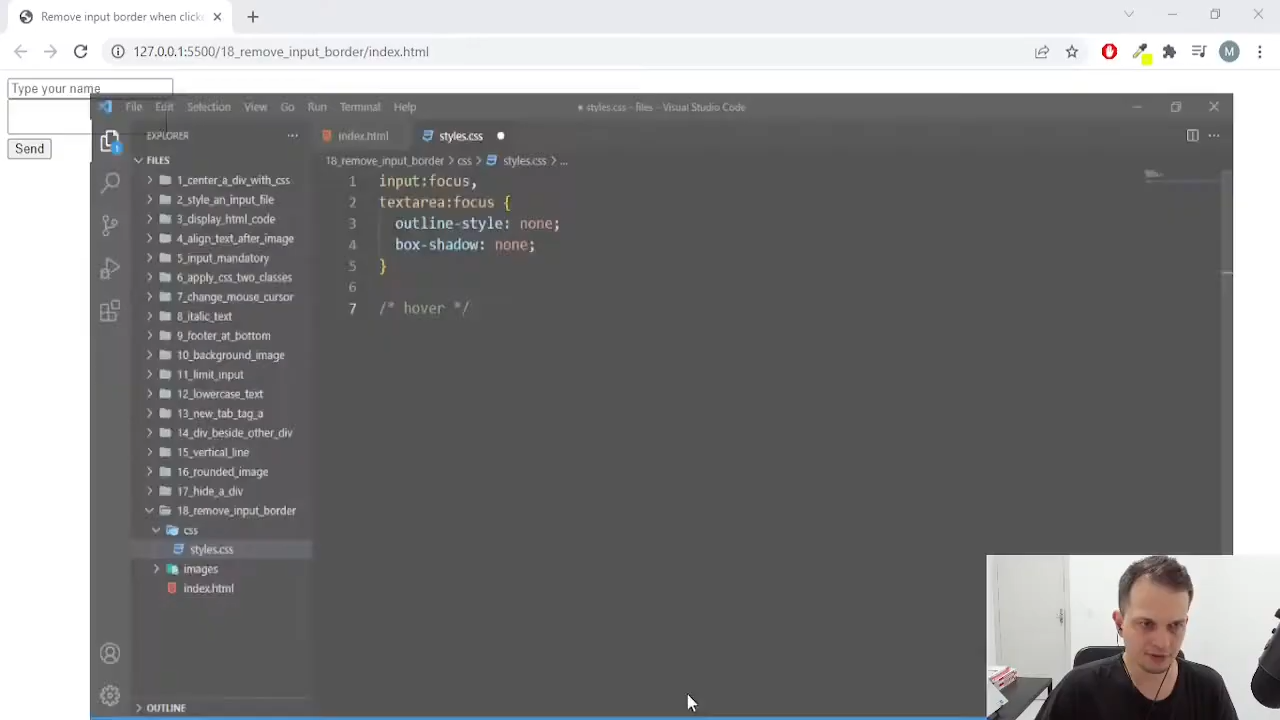 Remove input border when click
127.0.0.1:5500/18_remove_input_border/index.html
M
Type your name
Send
File Edit Selection View Go Run Terminal Help
● styles.css - files - Visual Studio Code
EXPLORER
index.html
styles.css
1
18_remove_input_border > css > styles.css > ...
FILES
1_center_a_div_with_css
2_style_an_input_file
3_display_html_code
4_align_text_after_image
5_input_mandatory
6_apply_css_two_classes
7_change_mouse_cursor
8_italic_text
9_footer_at_bottom
10_background_image
11_limit_input
12_lowercase_text
13_new_tab_tag_a
14_div_beside_other_div
15_vertical_line
16_rounded_image
17_hide_a_div
18_remove_input_border
css
styles.css
images
index.html
OUTLINE
1 input:focus,
2 textarea:focus {
3 outline-style: none;
4 box-shadow: none;
5 }
6
7 /* hover */